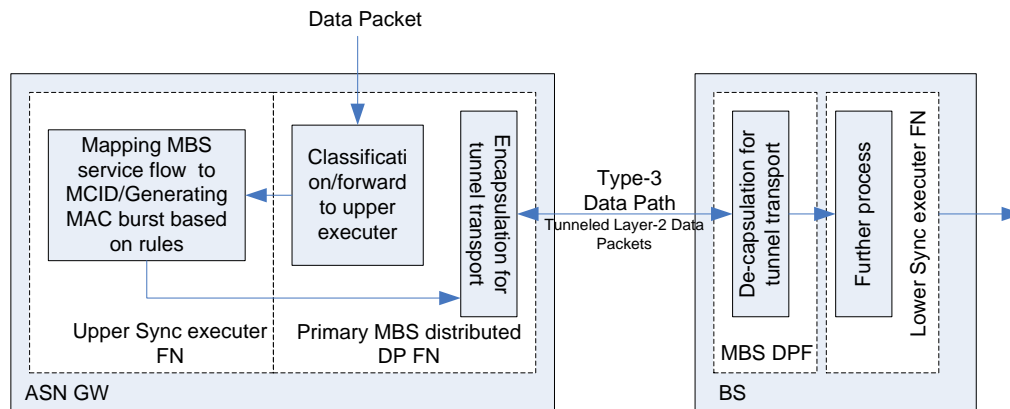 Data Packet
Mapping MBS
service flow to
MCID/Generating
MAC burst based
on rules
Classificati
on/forward
to upper
executer
Encapsulation for
tunnel transport
Upper Sync executer
FN
Primary MBS distributed
DP FN
ASN GW
Type-3
Data Path
Tunneled Layer-2 Data
Packets
De-capsulation for
tunnel transport
Further process
Lower Sync executer FN
MBS DPF
BS